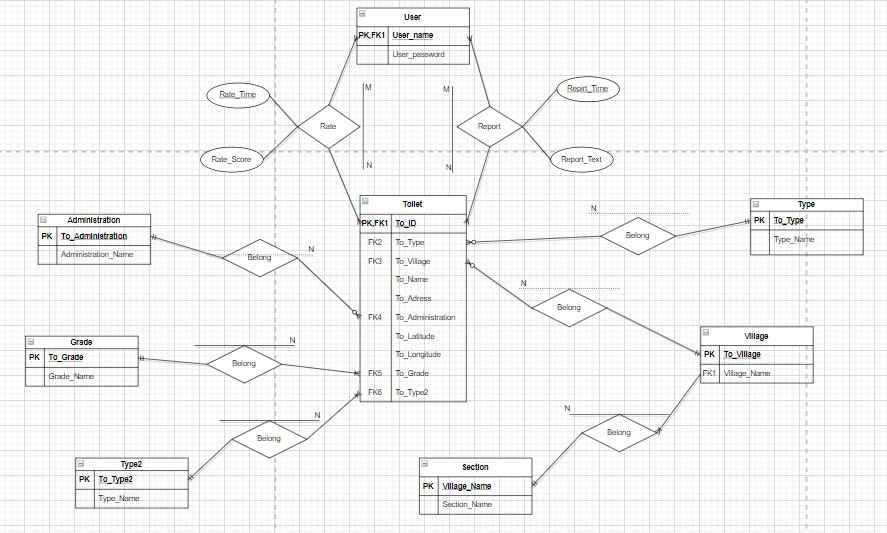 User
PK,FK1 User_name
User_password
Rate_Time
Rate_Score
Rate
M
N
M
N
Report
Repirt_Time
Report_Text
Toilet
PK,FK1 To_ID
FK2 To_Type
FK3 To_Village
To_Name
To_Adress
FK4 To_Administration
To_Latitude
To_Longitude
FK5 To_Grade
FK6 To_Type2
Administration
PK To_Administration
Administration_Name
Belong
N
Grade
PK To_Grade
Grade_Name
Belong
N
Type2
PK To_Type2
Type_Name
Belong
N
Type
PK To_Type
Type_Name
Belong
N
Village
PK To_Village
FK1 Village_Name
Belong
N
Section
PK Village_Name
Section_Name
Belong
N